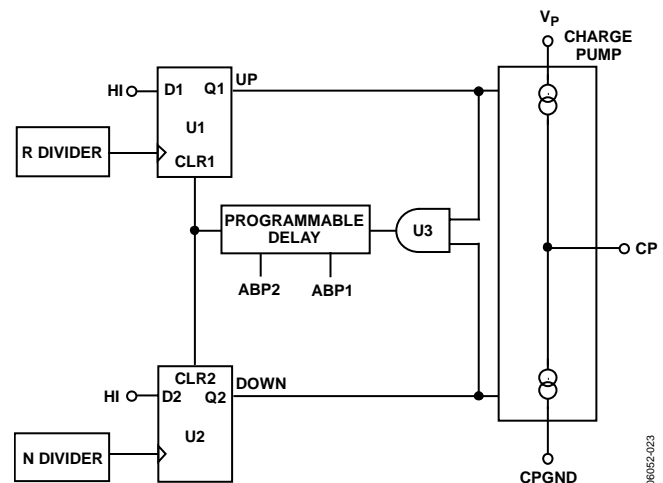 VP
CHARGE
PUMP
HI
D1
Q1
UP
U1
R DIVIDER
CLR1
PROGRAMMABLE
DELAY
U3
CP
ABP2
ABP1
CLR2
DOWN
HI
D2
Q2
U2
N DIVIDER
CPGND
06052-023